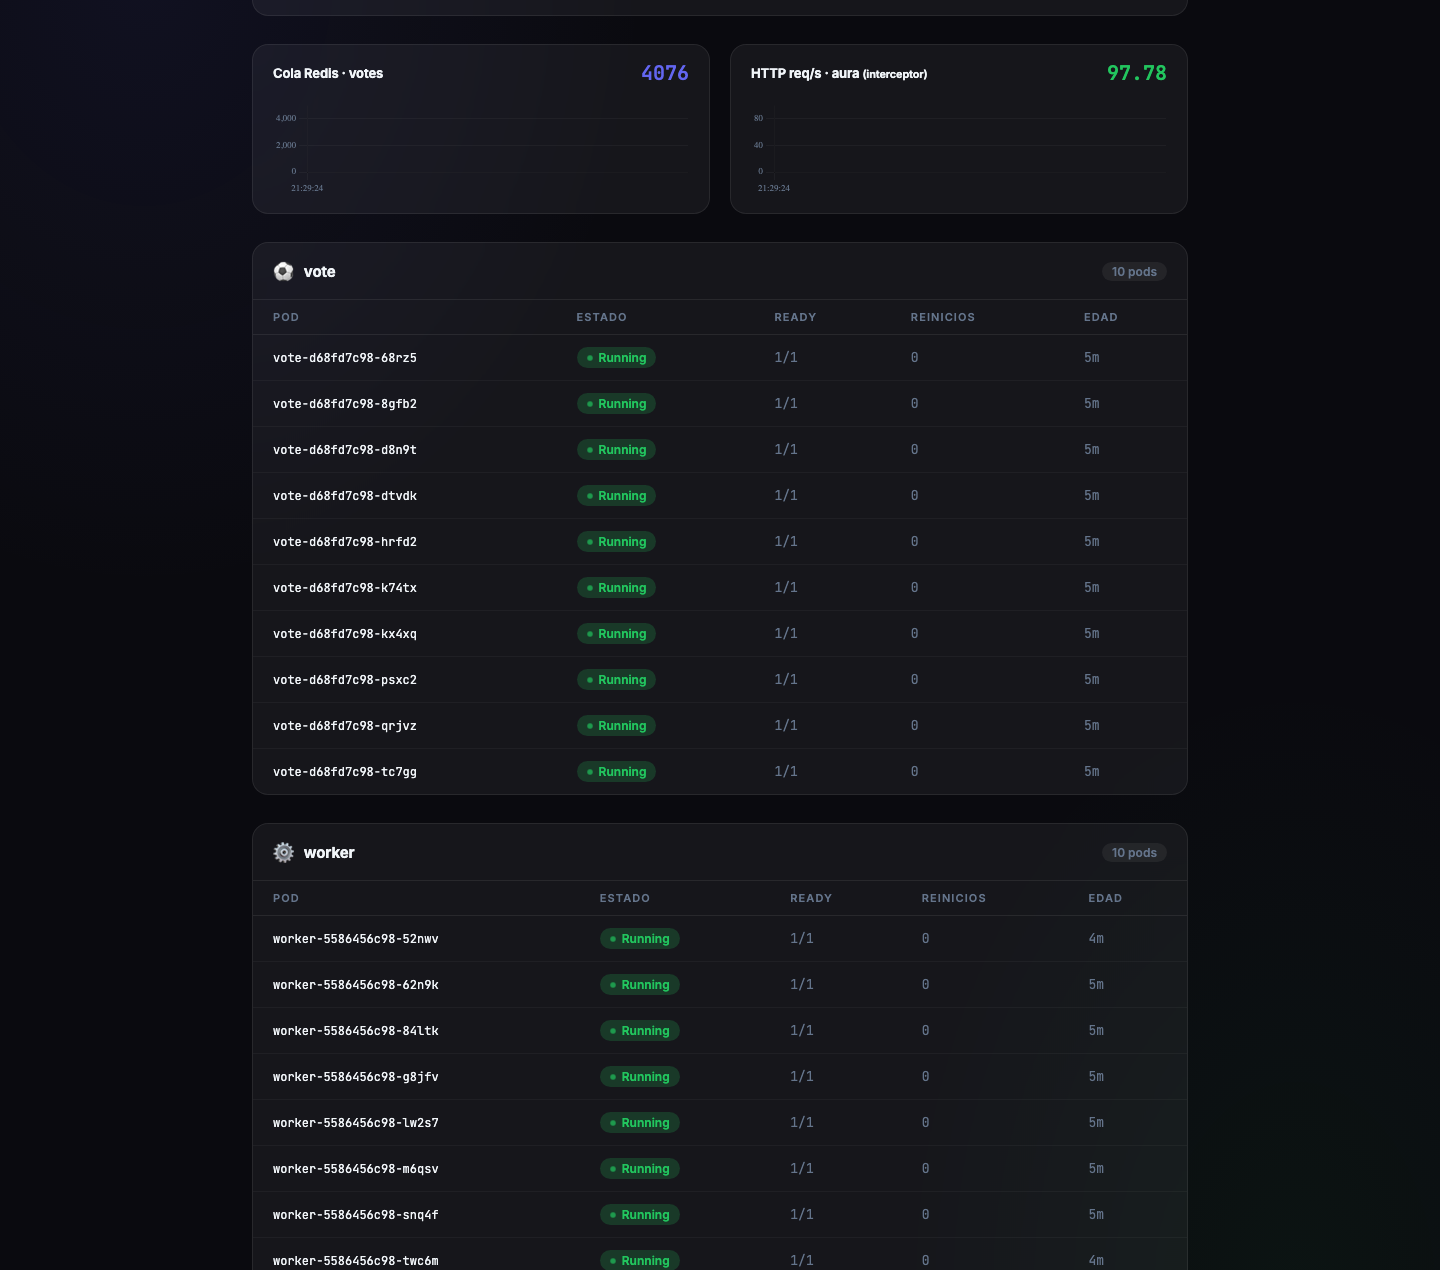 Cola Redis · votes 4076
4,000
2,000
0
21:29:24
HTTP req/s · aura (interceptor) 97.78
80
40
0
21:29:24
vote 10 pods
POD ESTADO READY REINICIOS EDAD
vote-d68fd7c98-68rz5 Running 1/1 0 5m
vote-d68fd7c98-8gfb2 Running 1/1 0 5m
vote-d68fd7c98-d8n9t Running 1/1 0 5m
vote-d68fd7c98-dtvdk Running 1/1 0 5m
vote-d68fd7c98-hrfd2 Running 1/1 0 5m
vote-d68fd7c98-k74tx Running 1/1 0 5m
vote-d68fd7c98-kx4xq Running 1/1 0 5m
vote-d68fd7c98-psxc2 Running 1/1 0 5m
vote-d68fd7c98-qrjvz Running 1/1 0 5m
vote-d68fd7c98-tc7gg Running 1/1 0 5m
worker 10 pods
POD ESTADO READY REINICIOS EDAD
worker-5586456c98-52nwv Running 1/1 0 4m
worker-5586456c98-62n9k Running 1/1 0 5m
worker-5586456c98-84ltk Running 1/1 0 5m
worker-5586456c98-g8jfv Running 1/1 0 5m
worker-5586456c98-lw2s7 Running 1/1 0 5m
worker-5586456c98-m6qsv Running 1/1 0 5m
worker-5586456c98-snq4f Running 1/1 0 5m
worker-5586456c98-twc6m Running 1/1 0 4m